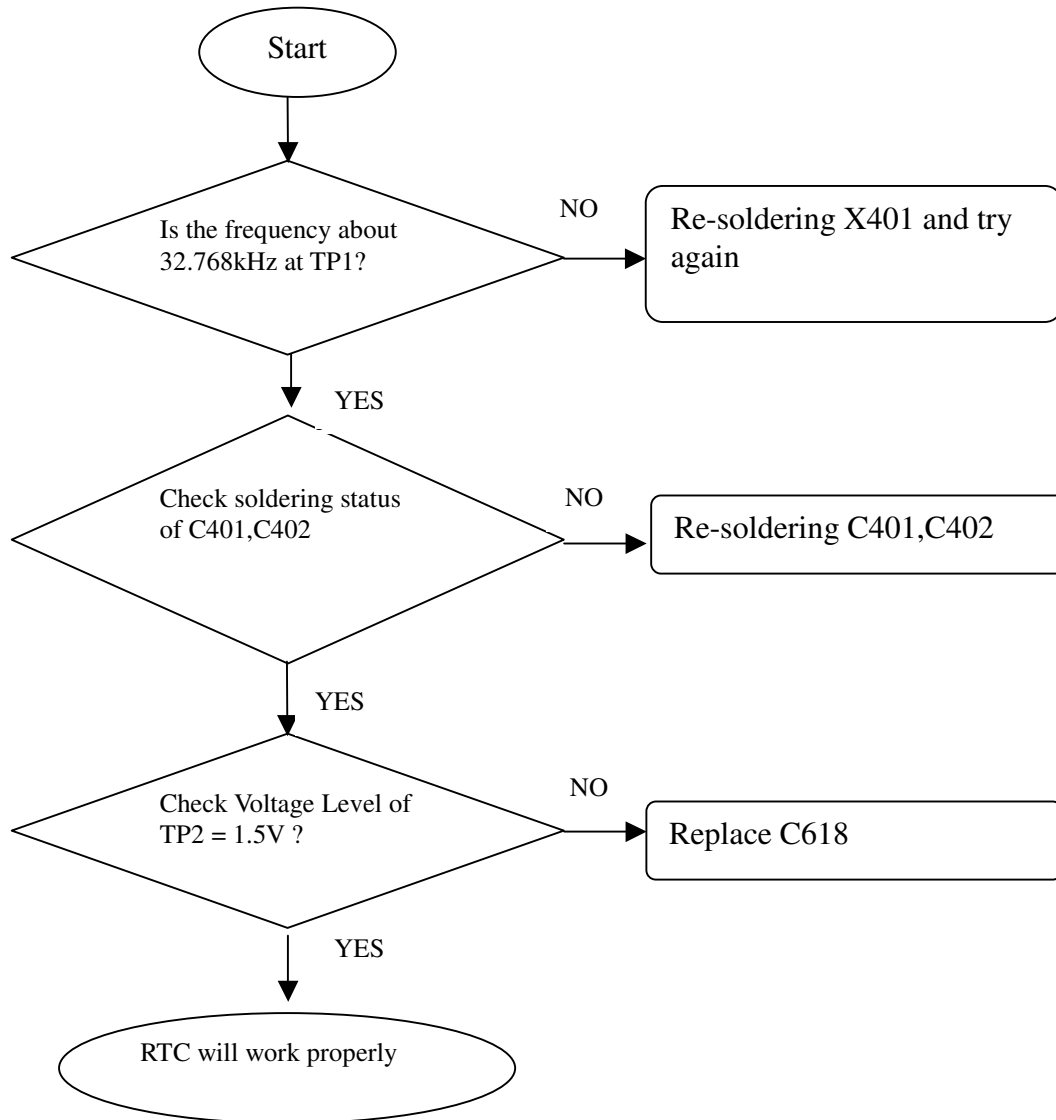 Start
Is the frequency about
32.768kHz at TP1?
NO
Re-soldering X401 and try
again
YES
Check soldering status
of C401,C402
NO
Re-soldering C401,C402
YES
Check Voltage Level of
TP2 = 1.5V ?
NO
Replace C618
YES
RTC will work properly